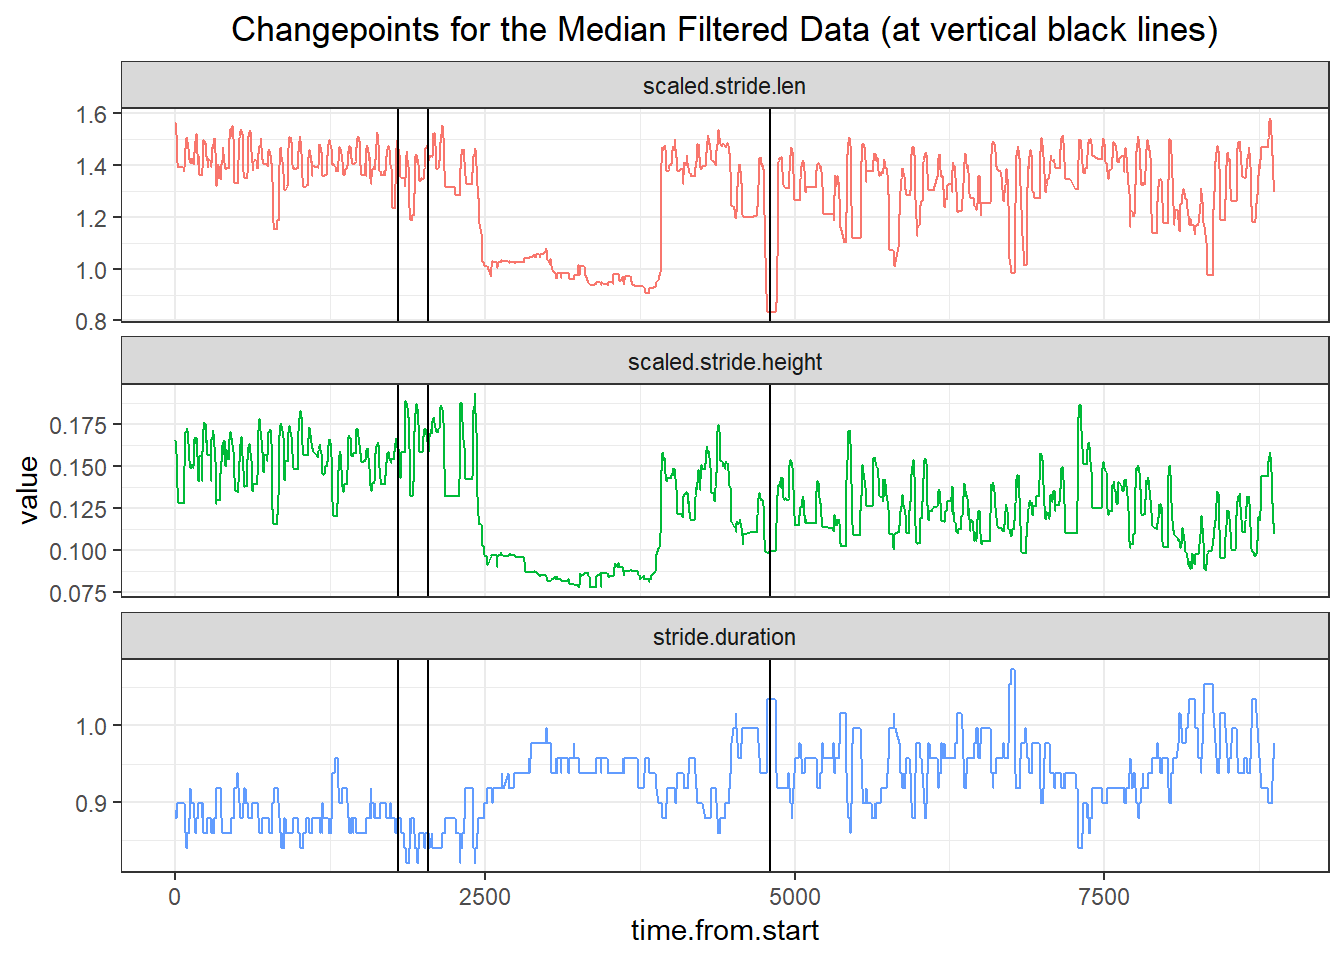 Changepoints for the Median Filtered Data (at vertical black lines)
scaled.stride.len
1.6
1.4
1.2
1.0
0.8
scaled.stride.height
0.175
0.150
0.125
0.100
0.075
value
stride.duration
1.0
0.9
0 2500 5000 7500
time.from.start